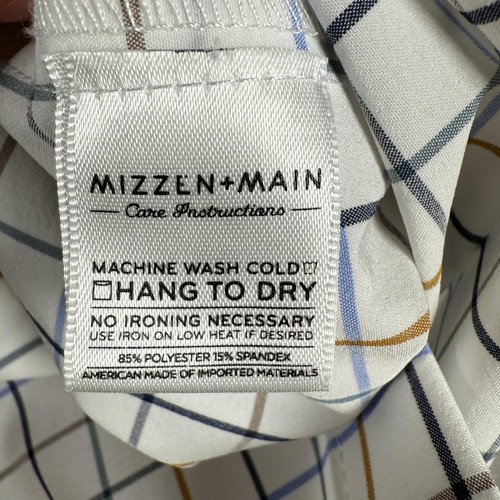 MIZZEN+MAIN
Care Instructions
MACHINE WASH COLD
HANG TO DRY
NO IRONING NECESSARY
USE IRON ON LOW HEAT IF DESIRED
85% POLYESTER 15% SPANDEX
AMERICAN MADE OF IMPORTED MATERIALS